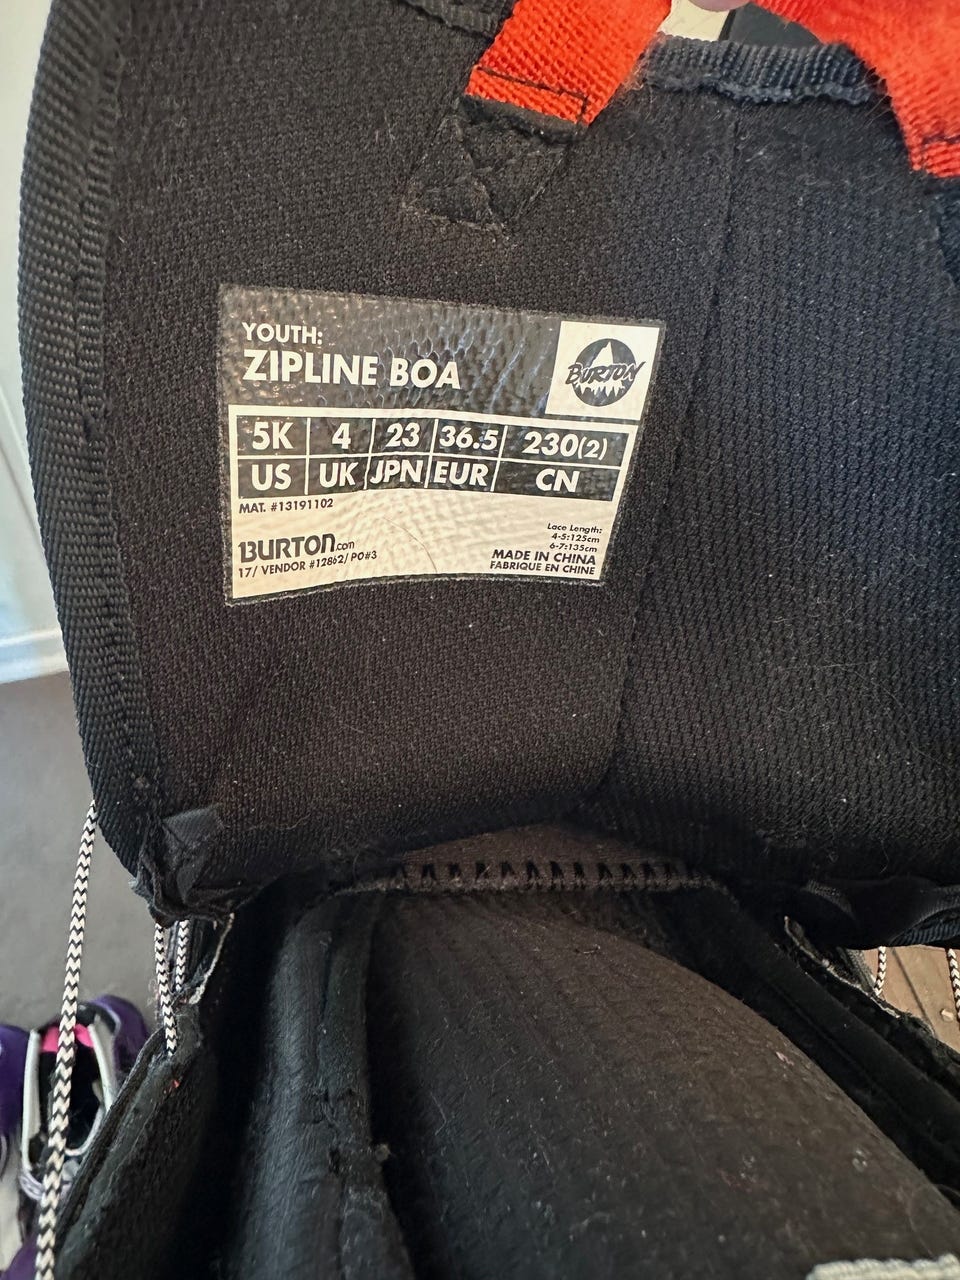 YOUTH:
ZIPLINE BOA
BURTON
5K 4 23 36.5 230(2)
US UK JPN EUR CN
MAT. #13191102
BURTON.com
17/ VENDOR #12862/ PO#3
Lace Length:
4-5:125cm
6-7:135cm
MADE IN CHINA
FABRIQUE EN CHINE